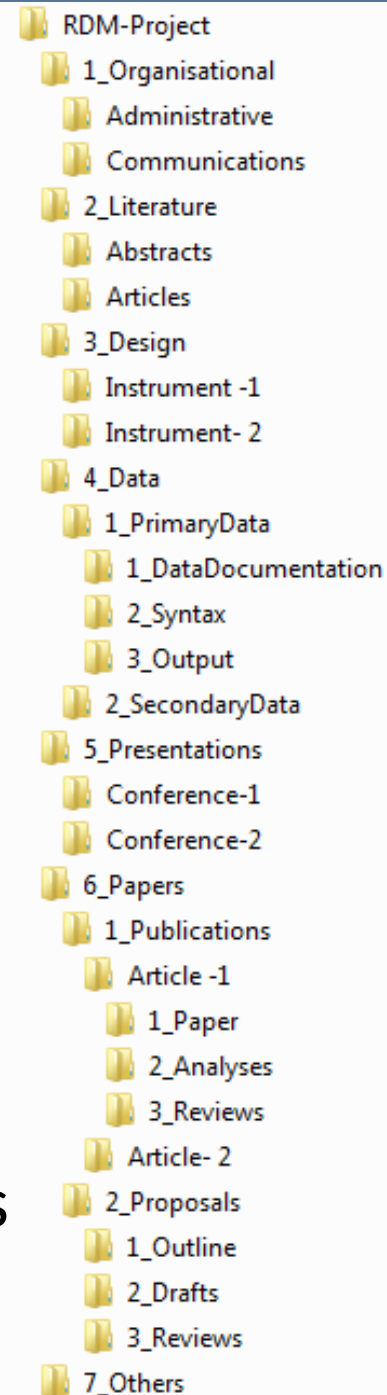 RDM-Project
1_Organisational
Administrative
Communications
2_Literature
Abstracts
Articles
3_Design
Instrument -1
Instrument- 2
4_Data
1_PrimaryData
1_DataDocumentation
2_Syntax
3_Output
2_SecondaryData
5_Presentations
Conference-1
Conference-2
6_Papers
1_Publications
Article -1
1_Paper
2_Analyses
3_Reviews
Article- 2
s 2_Proposals
1_Outline
2_Drafts
3_Reviews
7_Others